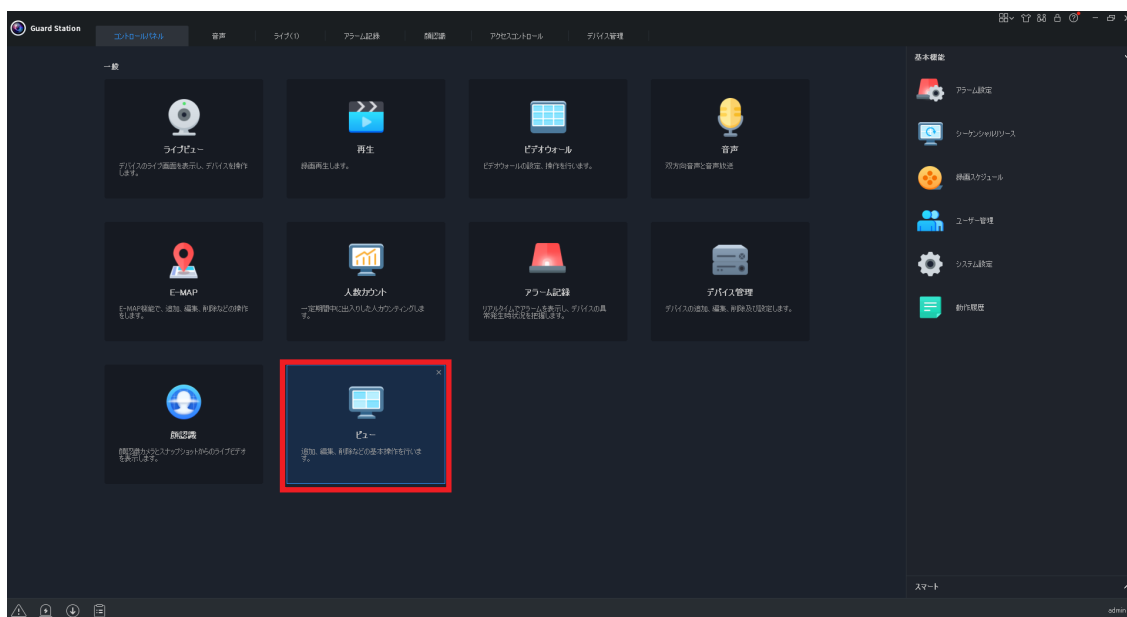 Guard Station
コントロールパネル
音声
ライブ(1)
アラーム記録
顔認識
アクセスコントロール
デバイス管理
一般
ライブビュー
デバイスのライブ画面を表示し、デバイスを操作
します。
再生
録画再生します。
ビデオウォール
ビデオウォールの設定、操作を行います。
音声
双方向音声と音声放送
E-MAP
E-MAP機能で、追加、編集、削除などの操作
をします。
人数カウント
一定期間中に出入りした人カウンティングしま
す。
アラーム記録
リアルタイムでアラームを表示し、デバイスの異
常発生時状況を把握します。
デバイス管理
デバイスの追加、編集、削除及び設定します。
顔認識
顔認識カメラとスナップショットからのライブビデオ
を表示します。
ビュー
追加、編集、削除などの基本操作を行いま
す。
基本機能
アラーム設定
シーケンシャルリソース
録画スケジュール
ユーザー管理
システム設定
動作履歴
スマート
admin